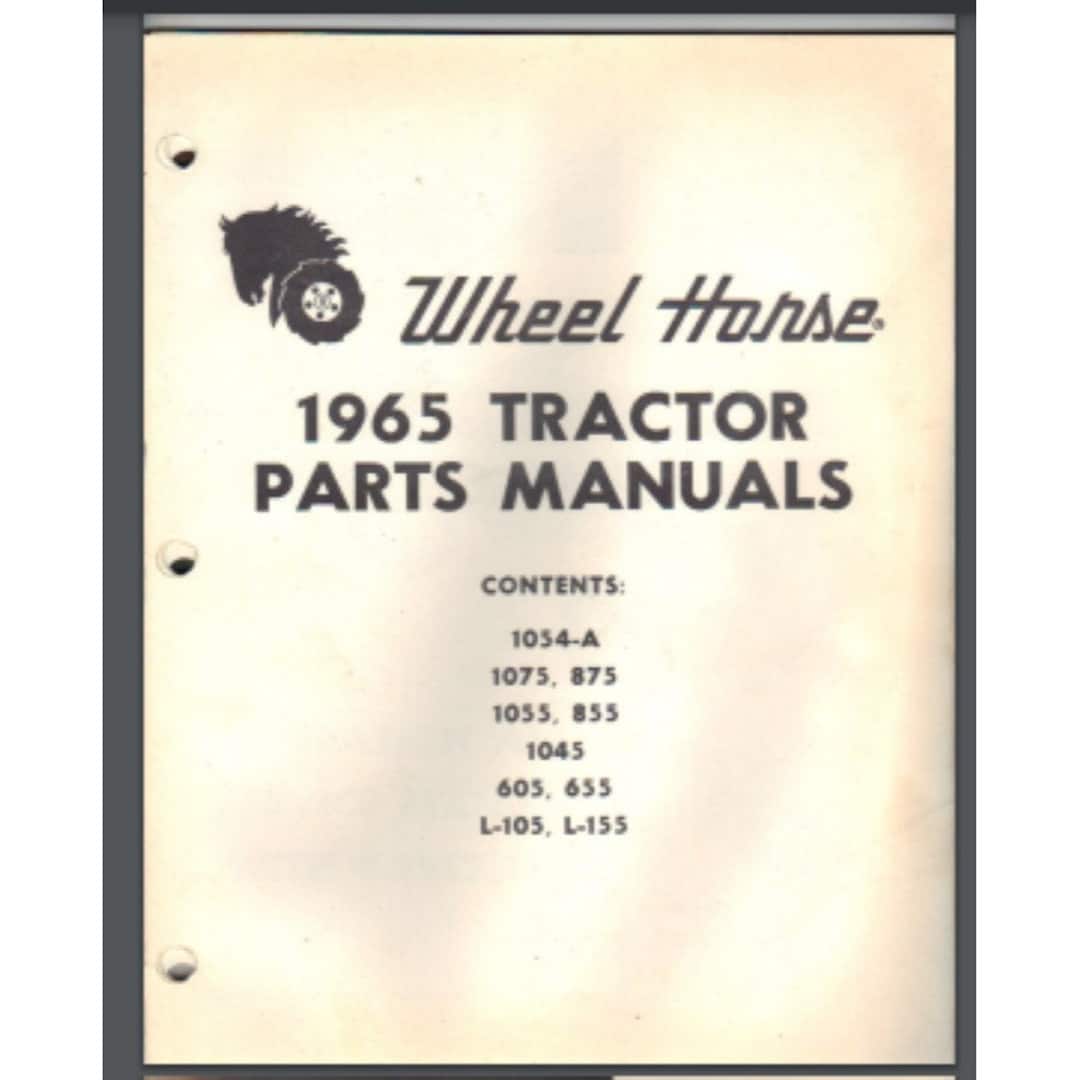 Wheel Horse®
1965 TRACTOR
PARTS MANUALS
CONTENTS:
1054-A
1075, 875
1055, 855
1045
605, 655
L-105, L-155